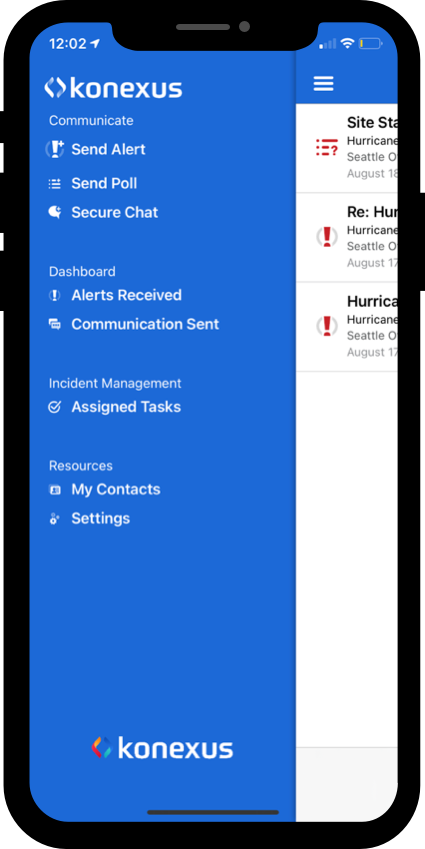 12:02
konexus
Communicate
Send Alert
Send Poll
Secure Chat
Dashboard
Alerts Received
Communication Sent
Incident Management
Assigned Tasks
Resources
My Contacts
Settings
konexus
Site Sta
Hurricane
Seattle O
August 18
Re: Hur
Hurricane
Seattle O
August 17
Hurrica
Hurricane
Seattle O
August 17